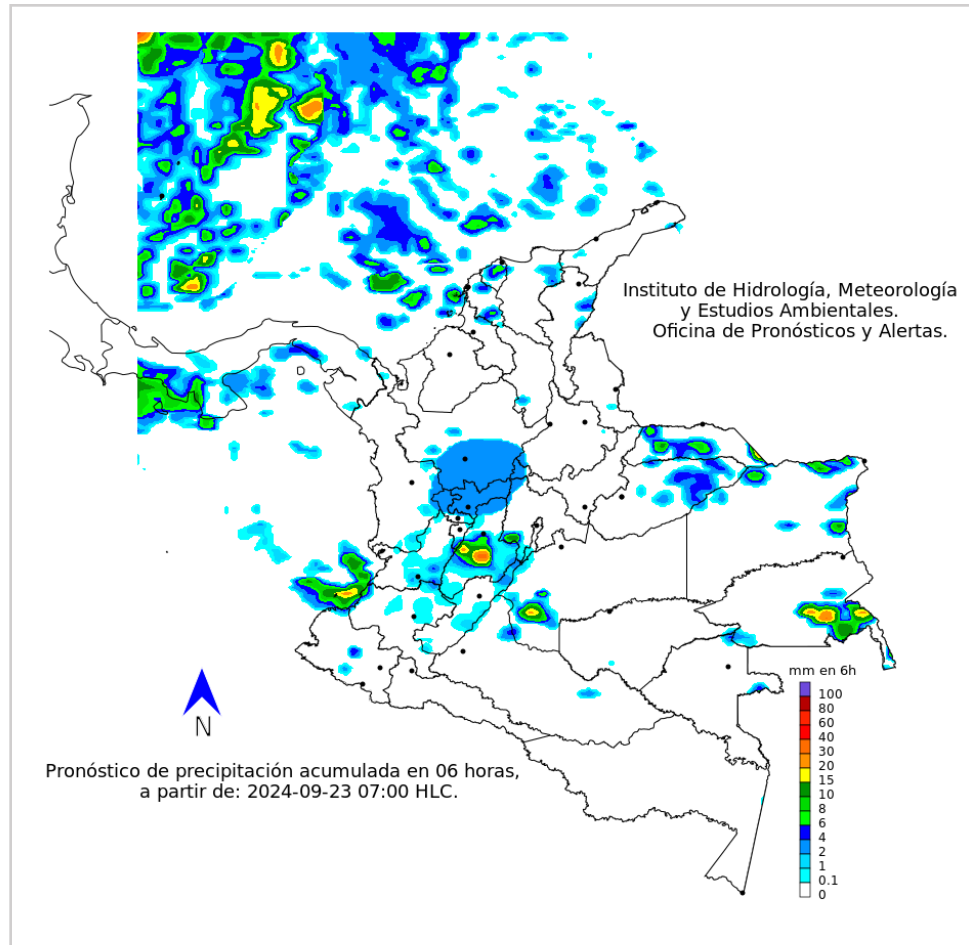 Instituto de Hidrología, Meteorología
y Estudios Ambientales.
Oficina de Pronósticos y Alertas.
mm en 6h
100
80
60
40
30
20
15
10
8
6
4
2
1
0.1
0
N
Pronóstico de precipitación acumulada en 06 horas,
a partir de: 2024-09-23 07:00 HLC.